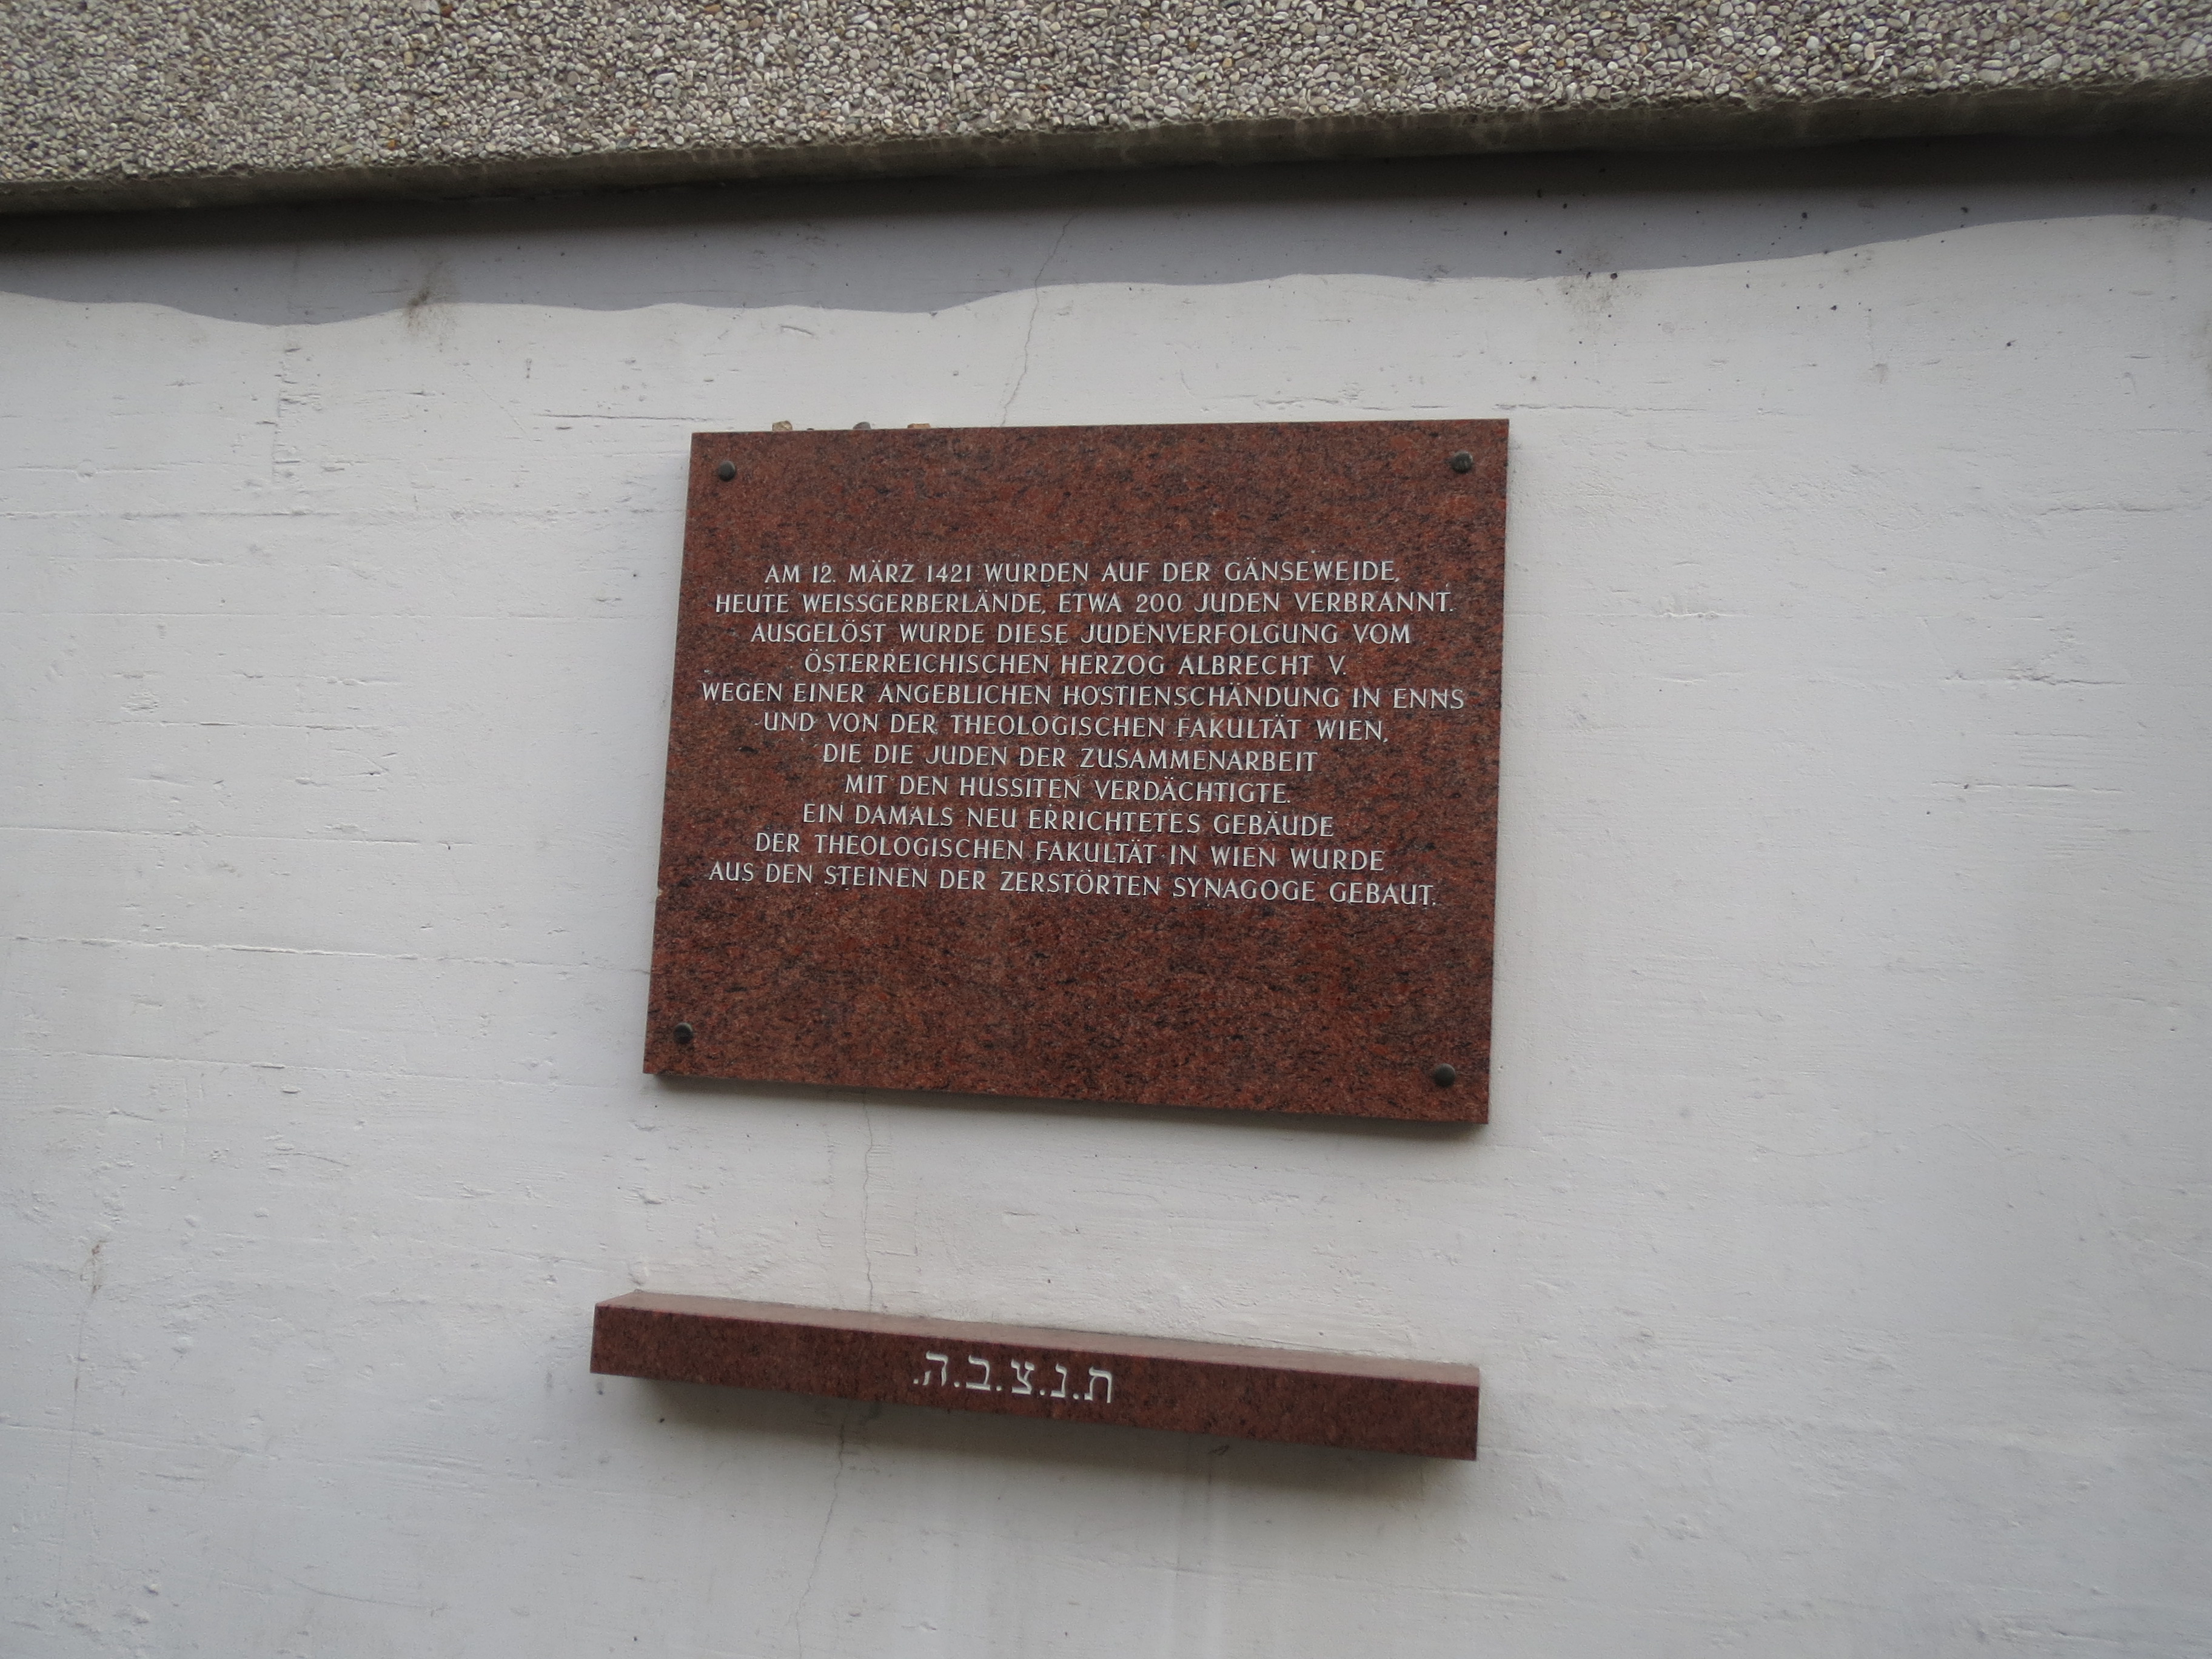 AM 12. MÄRZ 1421 WURDEN AUF DER GÄNSEWEIDE,
HEUTE WEISSGERBERLÄNDE, ETWA 200 JUDEN VERBRANNT.
AUSGELÖST WURDE DIESE JUDENVERFOLGUNG VOM
ÖSTERREICHISCHEN HERZOG ALBRECHT V.
WEGEN EINER ANGEBLICHEN HOSTIENSCHÄNDUNG IN ENNS
UND VON DER THEOLOGISCHEN FAKULTÄT WIEN,
DIE DIE JUDEN DER ZUSAMMENARBEIT
MIT DEN HUSSITEN VERDÄCHTIGTE.
EIN DAMALS NEU ERRICHTETES GEBÄUDE
DER THEOLOGISCHEN FAKULTÄT IN WIEN WURDE
AUS DEN STEINEN DER ZERSTÖRTEN SYNAGOGE GEBAUT.
ת.נ.צ.ב.ה.